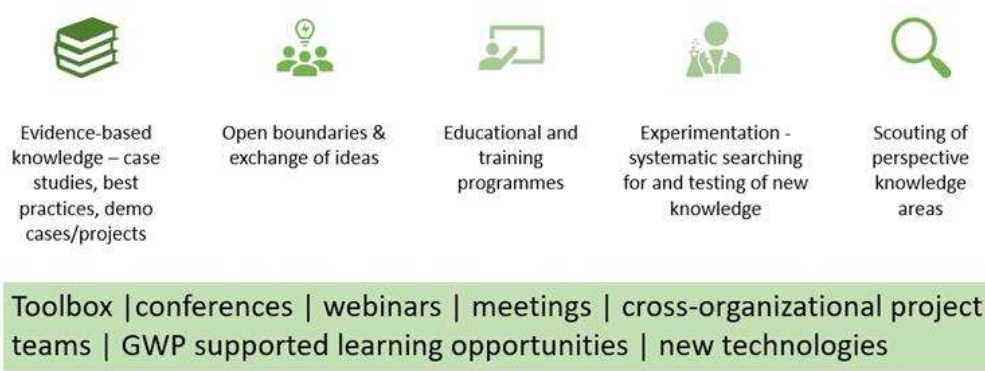 Evidence-based
knowledge – case
studies, best
practices, demo
cases/projects
Open boundaries &
exchange of ideas
Educational and
training
programmes
Experimentation -
systematic searching
for and testing of new
knowledge
Scouting of
perspective
knowledge
areas
Toolbox |conferences | webinars | meetings | cross-organizational project
teams | GWP supported learning opportunities | new technologies